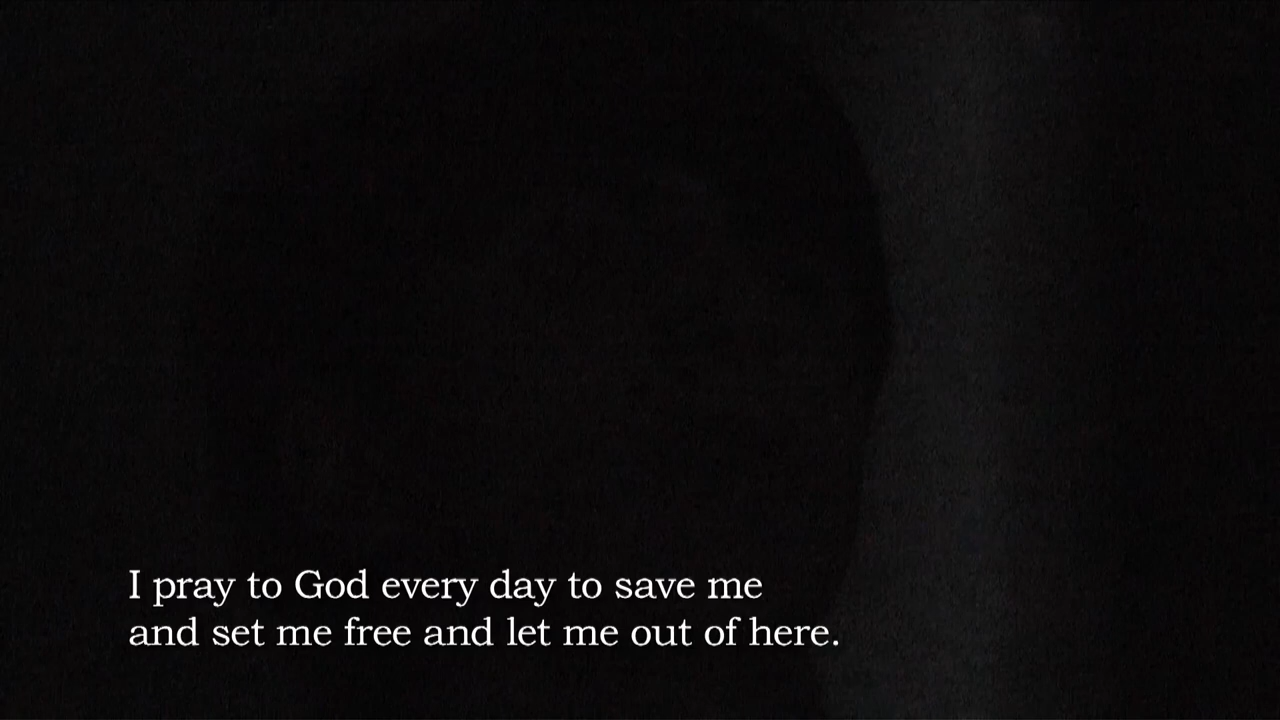 I pray to God every day to save me
and set me free and let me out of here.